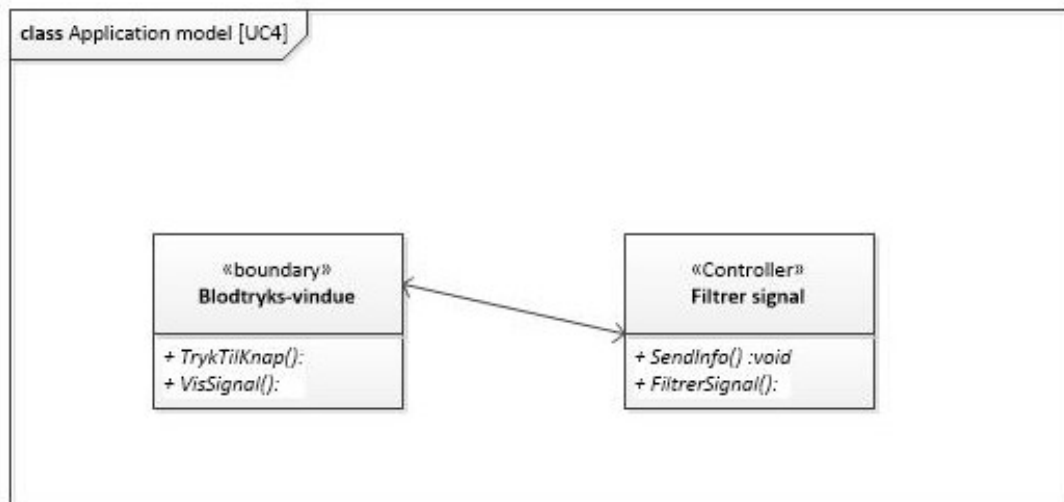 class Application model [UC4]
«boundary»
Blodtryks-vindue
+ TrykTilKnap():
+ VisSignal():
«Controller»
Filtrer signal
+ SendInfo() :void
+ FiltrerSignal():